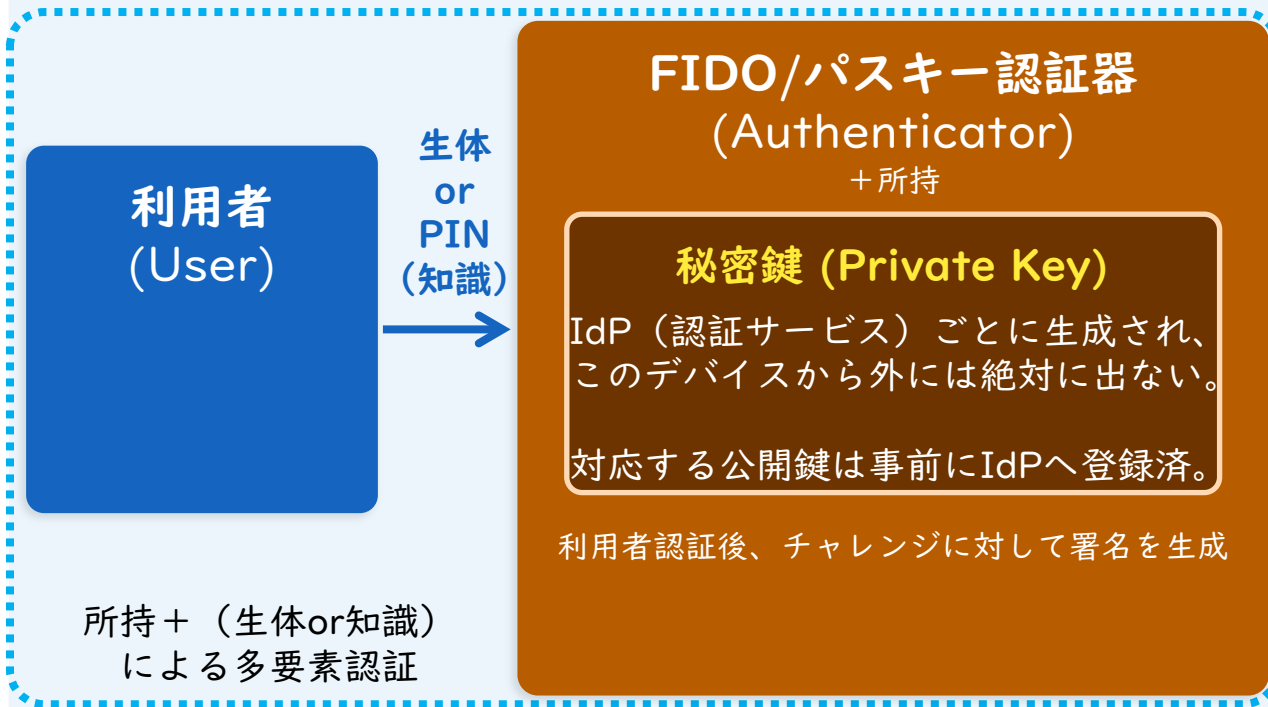 利用者
(User)
生体
or
PIN
(知識)
FIDO/パスキー認証器
(Authenticator)
＋所持
秘密鍵 (Private Key)
IdP（認証サービス）ごとに生成され、
このデバイスから外には絶対に出ない。
対応する公開鍵は事前にIdPへ登録済。
利用者認証後、チャレンジに対して署名を生成
所持＋（生体or知識）
による多要素認証